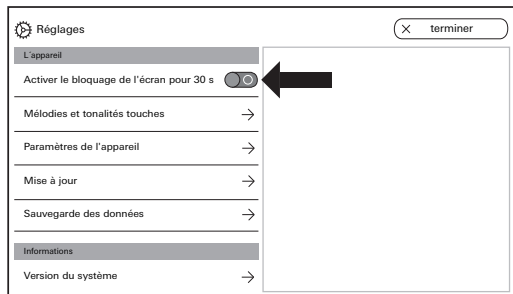 Réglages
terminer
L´appareil
Activer le bloquage de l'écran pour 30 s
Mélodies et tonalités touches
Paramètres de l'appareil
Mise à jour
Sauvegarde des données
Informations
Version du système